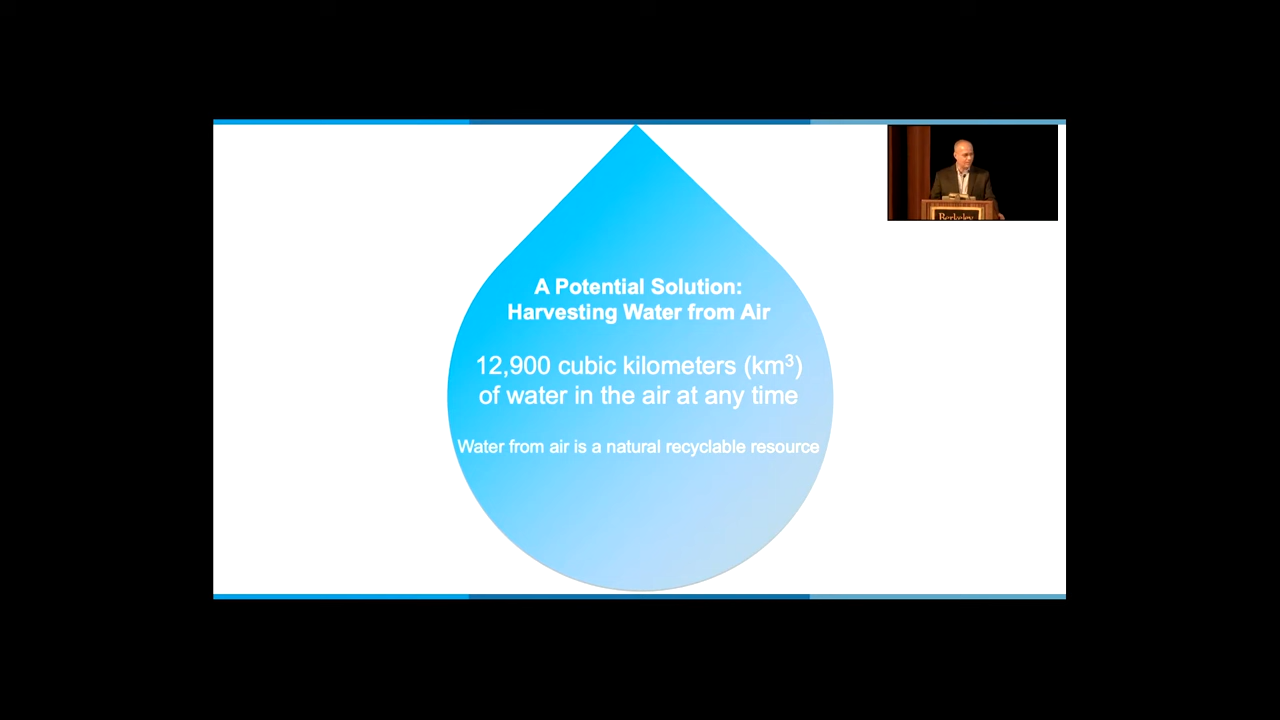 A Potential Solution:
Harvesting Water from Air
12,900 cubic kilometers (km³)
of water in the air at any time
Water from air is a natural recyclable resource
Berkeley